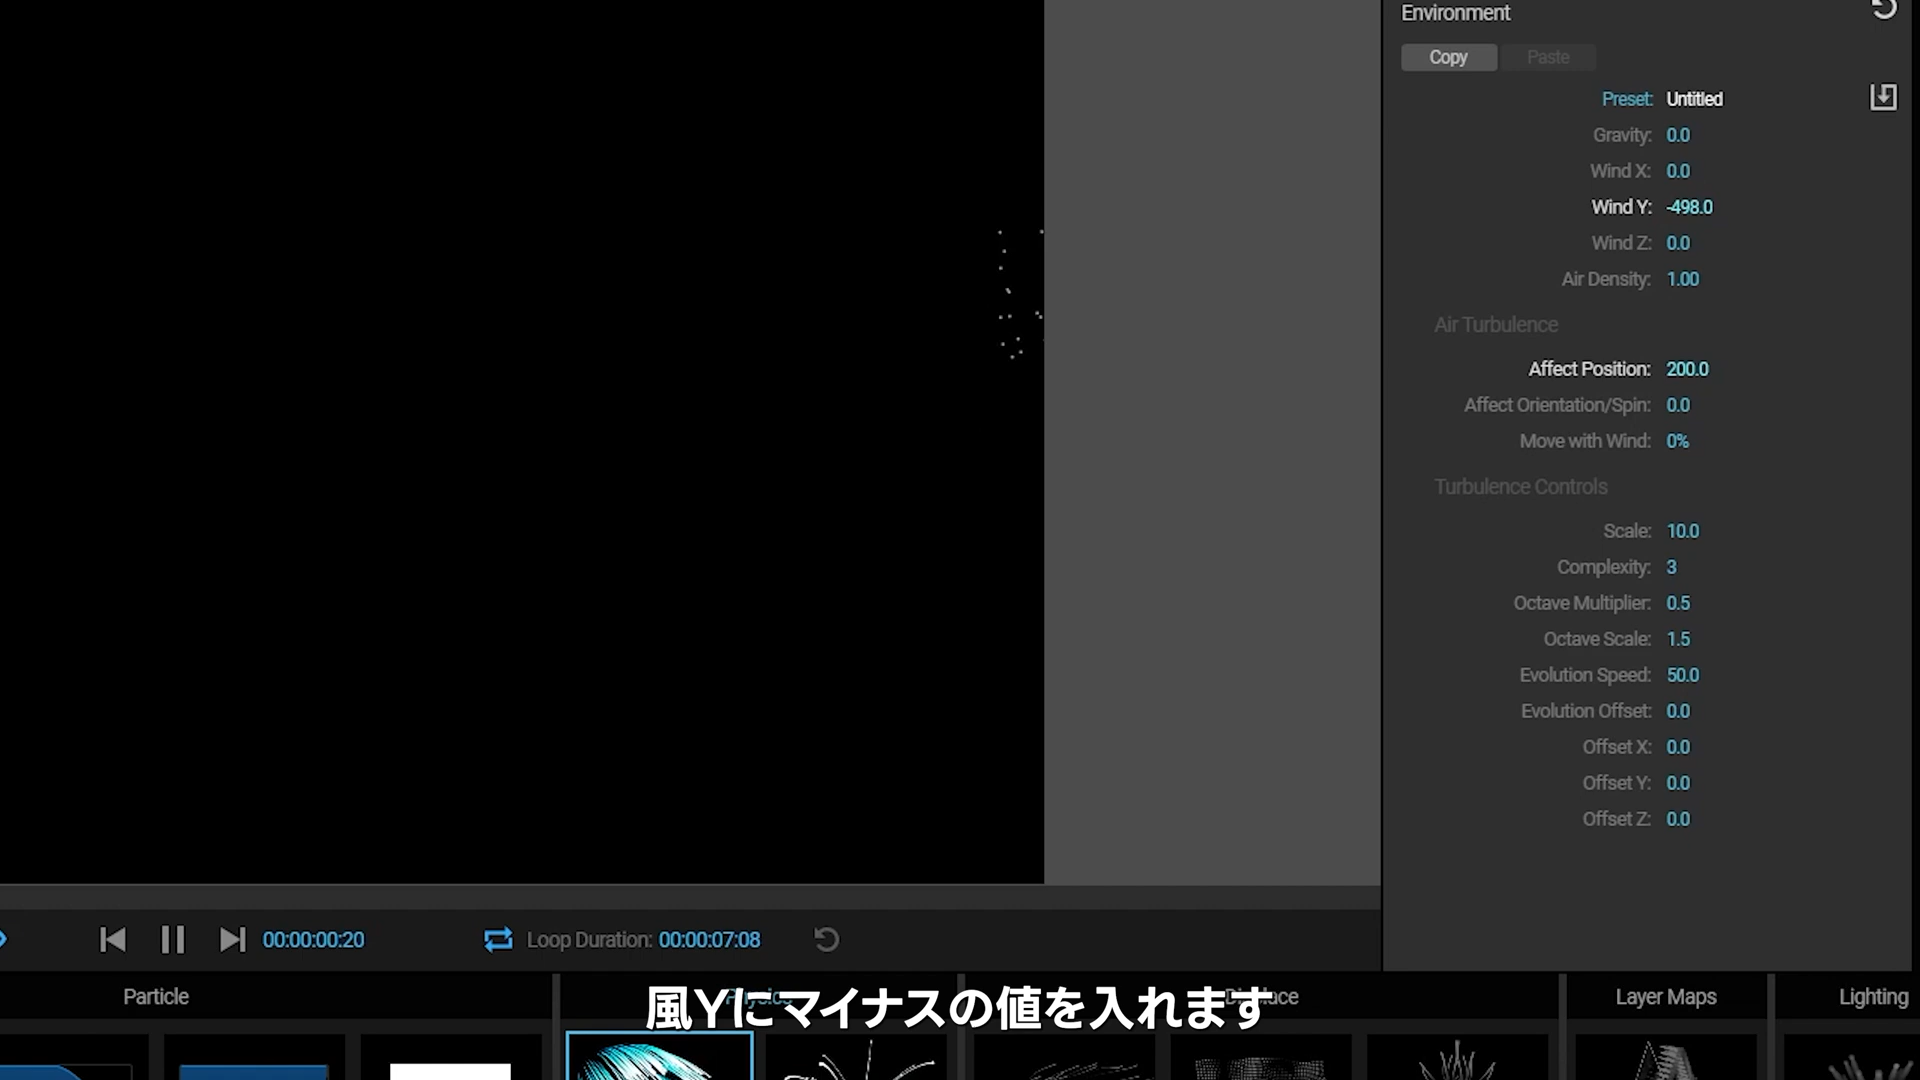 Environment
Copy Paste
Preset: Untitled
Gravity: 0.0
Wind X: 0.0
Wind Y: -498.0
Wind Z: 0.0
Air Density: 1.00
Air Turbulence
Affect Position: 200.0
Affect Orientation/Spin: 0.0
Move with Wind: 0%
Turbulence Controls
Scale: 10.0
Complexity: 3
Octave Multiplier: 0.5
Octave Scale: 1.5
Evolution Speed: 50.0
Evolution Offset: 0.0
Offset X: 0.0
Offset Y: 0.0
Offset Z: 0.0
00:00:00:20 Loop Duration: 00:00:07:08
Particle Physics Displace Layer Maps Lighting
風Yにマイナスの値を入れます